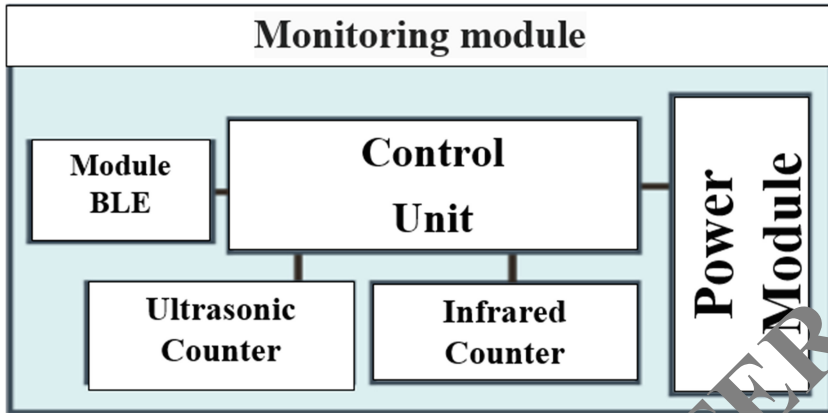 Monitoring module
Module
BLE
Control
Unit
Power
Module
Ultrasonic
Counter
Infrared
Counter